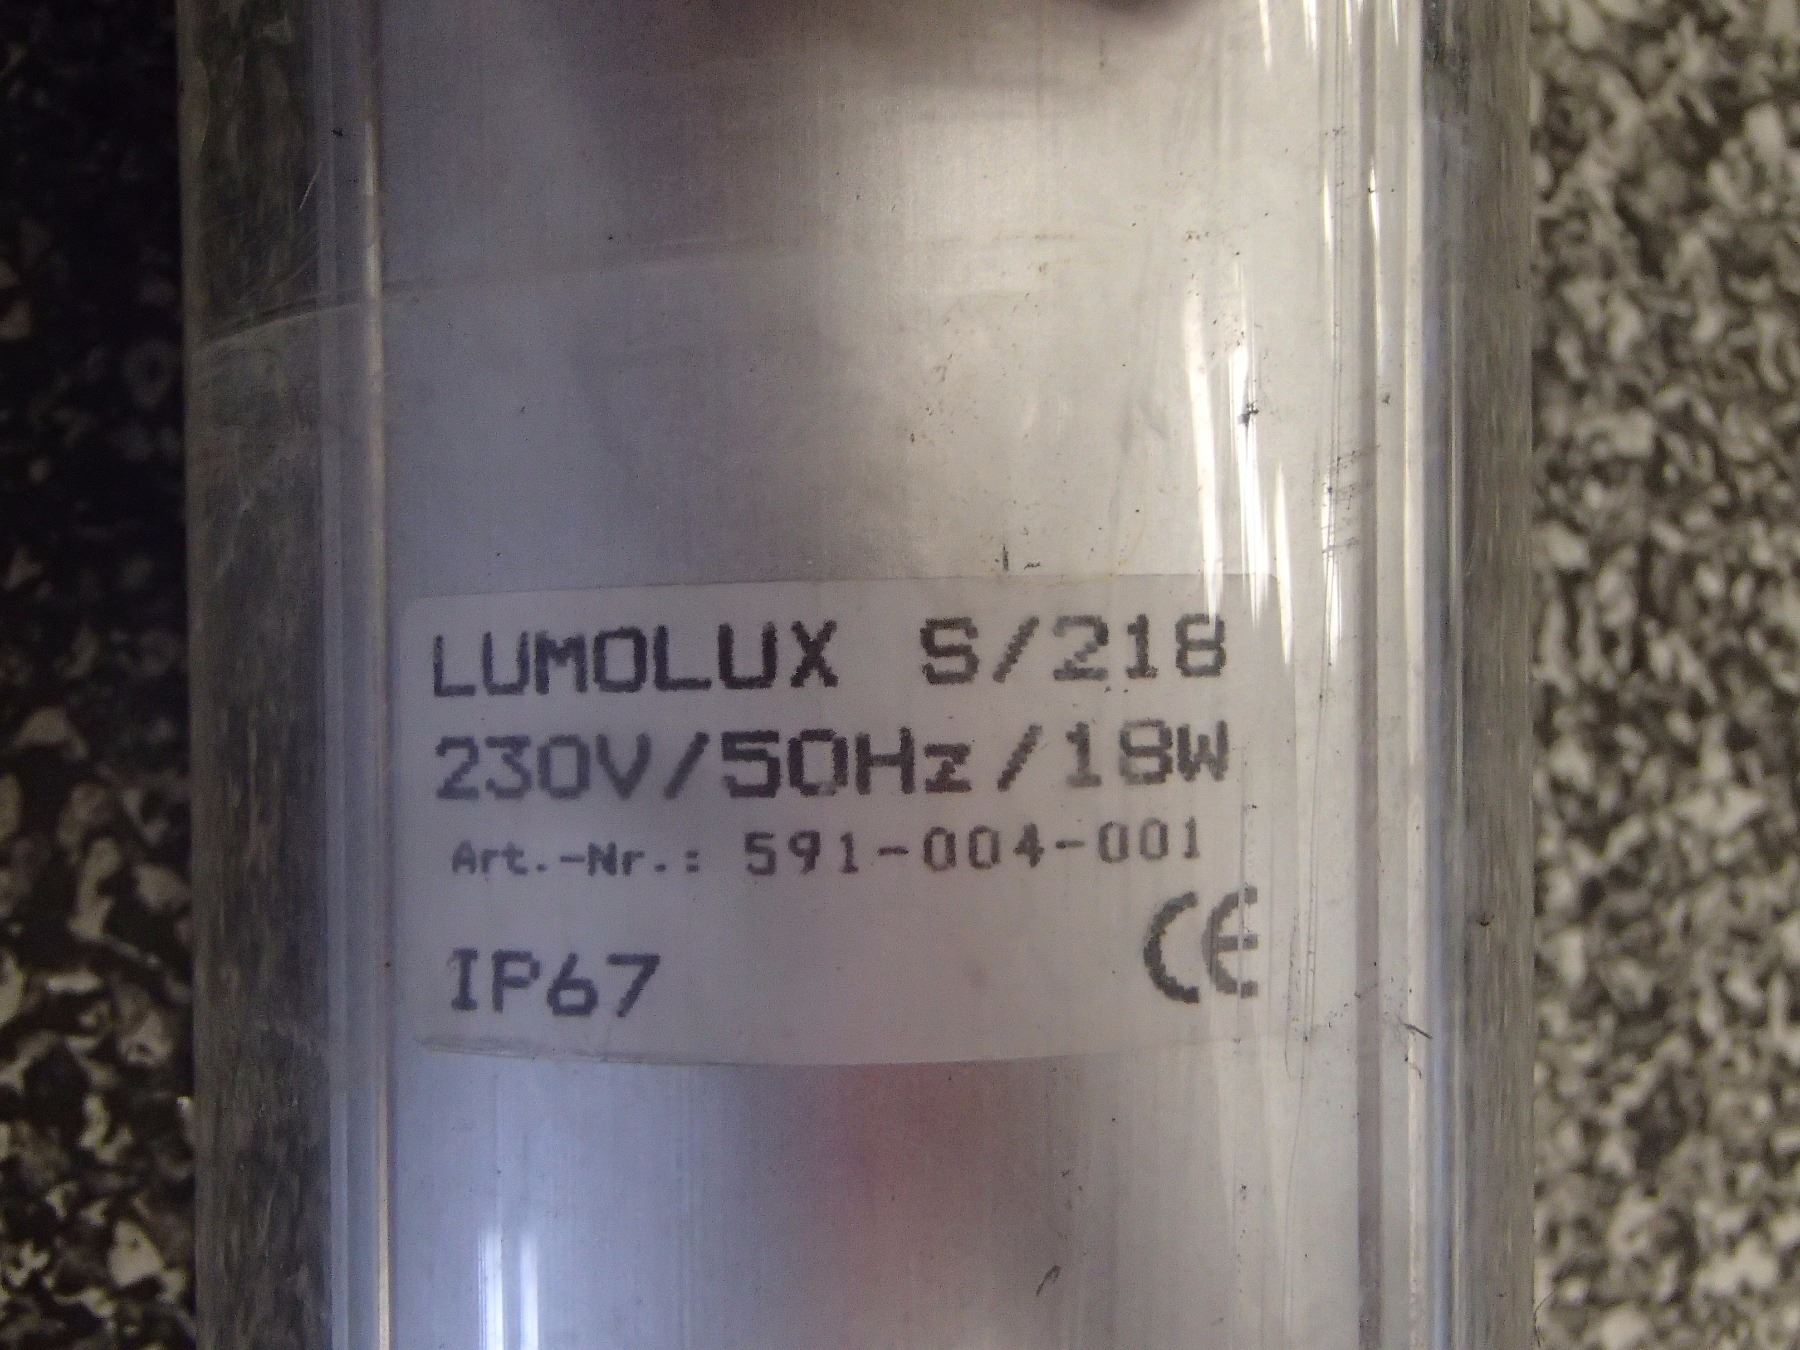 LUMOLUX S/218
230V/50Hz/18W
Art.-Nr.: 591-004-001
IP67 CE